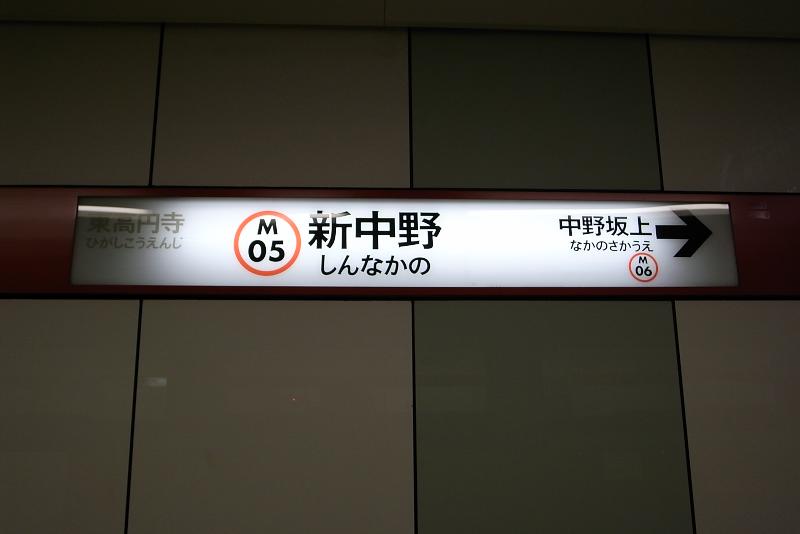 東高円寺
ひがしこうえんじ
M
05
新中野
しんなかの
中野坂上
なかのさかうえ
M
06